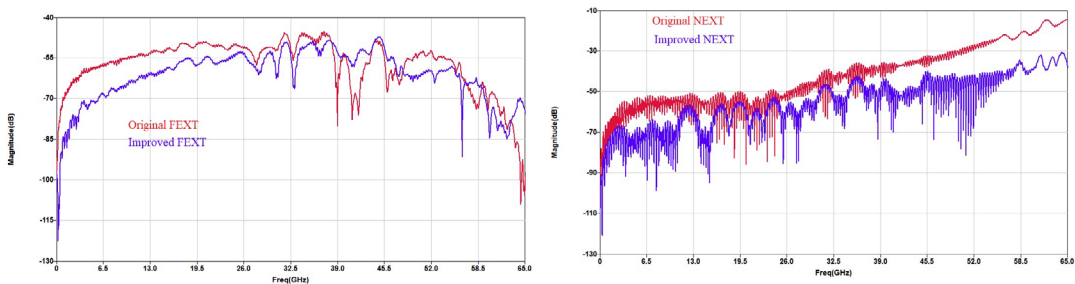 -40
-55
-70
-85
-100
-115
-130
Magnitude(dB)
Original FEXT
Improved FEXT
0 6.5 13.0 19.5 26.0 32.5 39.0 45.5 52.0 58.5 65.0
Freq(GHz)
-10
-30
-50
-70
-90
-110
-130
Magnitude(dB)
Original NEXT
Improved NEXT
0 6.5 13.0 19.5 26.0 32.5 39.0 45.5 52.0 58.5 65.0
Freq(GHz)